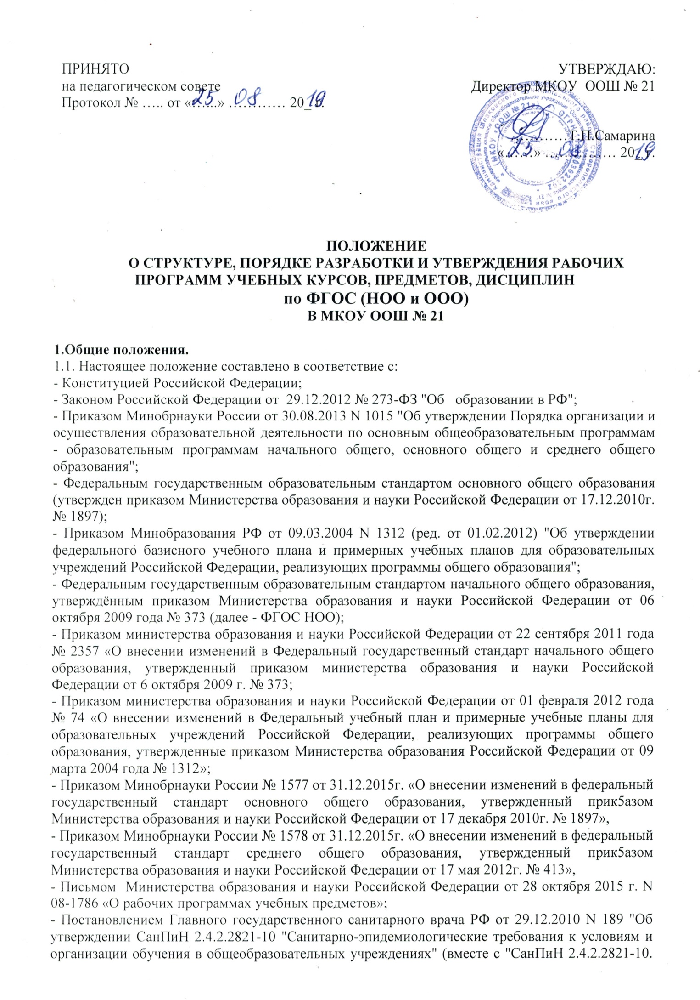 ПРИНЯТО
на педагогическом совете
Протокол № ….. от «25» 08 ………… 2019 г.
УТВЕРЖДАЮ:
Директор МКОУ  ООШ № 21
…………Т.П.Самарина
«25» 08 …………… 2019 г.
ПОЛОЖЕНИЕ
О СТРУКТУРЕ, ПОРЯДКЕ РАЗРАБОТКИ И УТВЕРЖДЕНИЯ РАБОЧИХ
ПРОГРАММ УЧЕБНЫХ КУРСОВ, ПРЕДМЕТОВ, ДИСЦИПЛИН
по ФГОС (НОО и ООО)
В МКОУ ООШ № 21
1.Общие положения.
1.1. Настоящее положение составлено в соответствие с:
- Конституцией Российской Федерации;
- Законом Российской Федерации от  29.12.2012 № 273-ФЗ "Об   образовании в РФ";
- Приказом Минобрнауки России от 30.08.2013 N 1015 "Об утверждении Порядка организации и
осуществления образовательной деятельности по основным общеобразовательным программам
- образовательным программам начального общего, основного общего и среднего общего
образования";
- Федеральным государственным образовательным стандартом основного общего образования
(утвержден приказом Министерства образования и науки Российской Федерации от 17.12.2010г.
№ 1897);
- Приказом Минобразования РФ от 09.03.2004 N 1312 (ред. от 01.02.2012) "Об утверждении
федерального базисного учебного плана и примерных учебных планов для образовательных
учреждений Российской Федерации, реализующих программы общего образования";
- Федеральным государственным образовательным стандартом начального общего образования,
утверждённым приказом Министерства образования и науки Российской Федерации от 06
октября 2009 года № 373 (далее - ФГОС НОО);
- Приказом министерства образования и науки Российской Федерации от 22 сентября 2011 года
№ 2357 «О внесении изменений в Федеральный государственный стандарт начального общего
образования, утвержденный приказом министерства образования и науки Российской
Федерации от 6 октября 2009 г. № 373;
- Приказом министерства образования и науки Российской Федерации от 01 февраля 2012 года
№ 74 «О внесении изменений в Федеральный учебный план и примерные учебные планы для
образовательных учреждений Российской Федерации, реализующих программы общего
образования, утвержденные приказом Министерства образования Российской Федерации от 09
марта 2004 года № 1312»;
- Приказом Минобрнауки России № 1577 от 31.12.2015г. «О внесении изменений в федеральный
государственный стандарт основного общего образования, утвержденный прик5азом
Министерства образования и науки Российской Федерации от 17 декабря 2010г. № 1897»,
- Приказом Минобрнауки России № 1578 от 31.12.2015г. «О внесении изменений в федеральный
государственный стандарт среднего общего образования, утвержденный прик5азом
Министерства образования и науки Российской Федерации от 17 мая 2012г. № 413»,
- Письмом  Министерства образования и науки Российской Федерации от 28 октября 2015 г. N
08-1786 «О рабочих программах учебных предметов»;
- Постановлением Главного государственного санитарного врача РФ от 29.12.2010 N 189 "Об
утверждении СанПиН 2.4.2.2821-10 "Санитарно-эпидемиологические требования к условиям и
организации обучения в общеобразовательных учреждениях" (вместе с "СанПиН 2.4.2.2821-10.